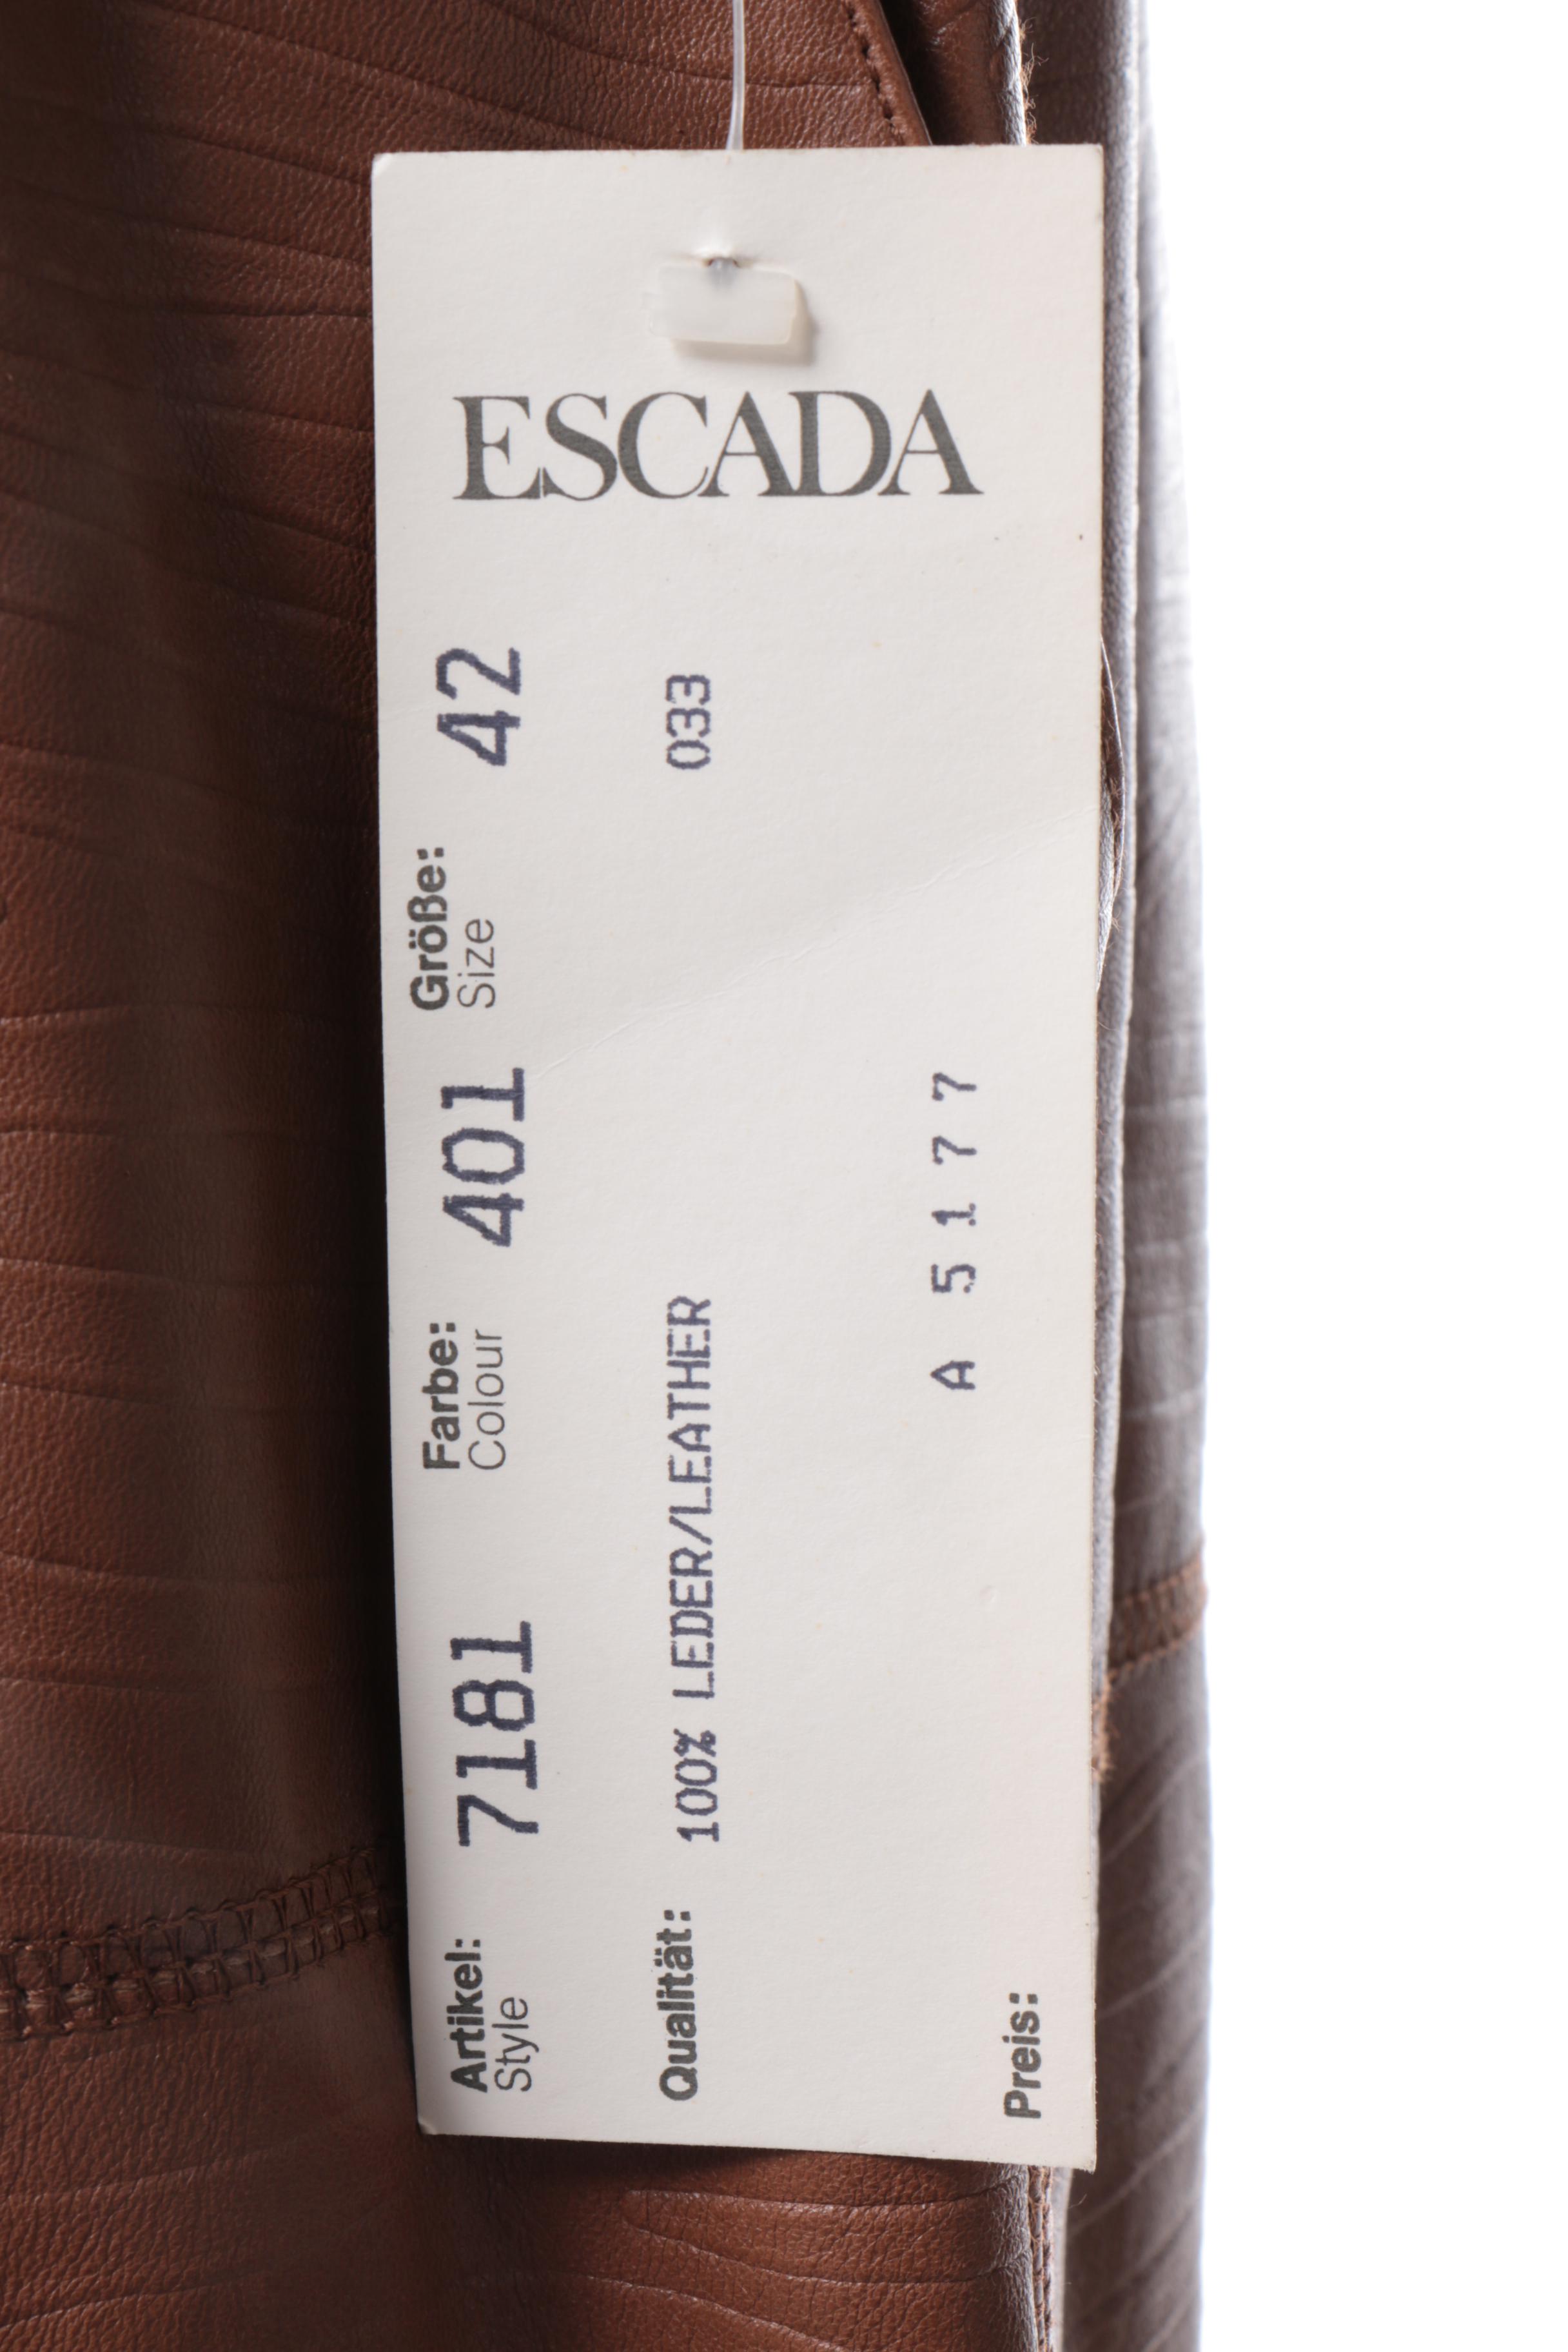 ESCADA
Artikel: 7181 Farbe: 401 Größe: 42
Style Colour Size
Qualität: 100% LEDER/LEATHER 033
A 5177
Preis: